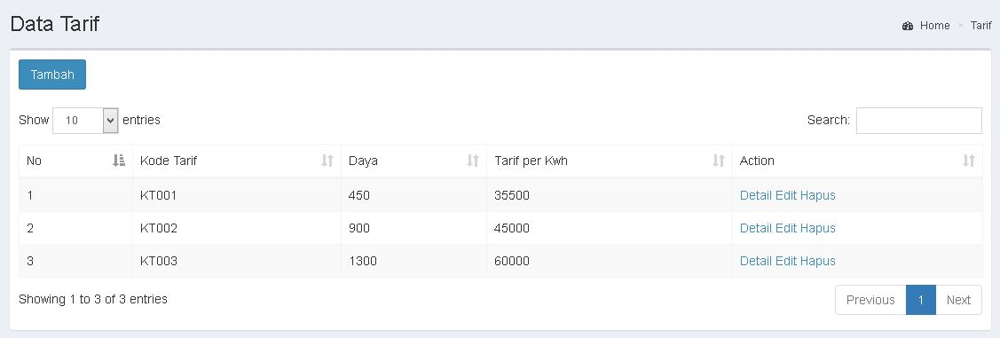 Data Tarif
Home > Tarif
Tambah
Show 10 entries
Search:
No Kode Tarif Daya Tarif per Kwh Action
1 KT001 450 35500 Detail Edit Hapus
2 KT002 900 45000 Detail Edit Hapus
3 KT003 1300 60000 Detail Edit Hapus
Showing 1 to 3 of 3 entries
Previous 1 Next